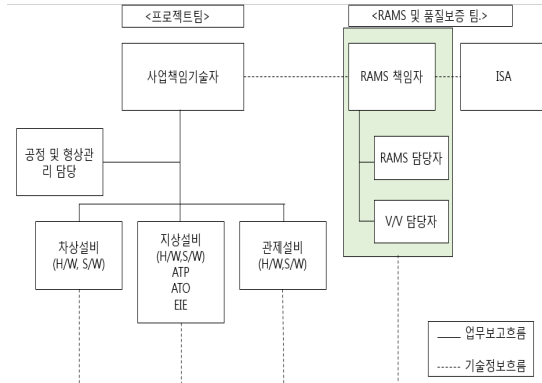 <프로젝트팀>
<RAMS 및 품질보증 팀.>
사업책임기술자
RAMS 책임자
ISA
공정 및 형상관
리 담당
RAMS 담당자
V/V 담당자
차상설비
(H/W, S/W)
지상설비
(H/W,S/W)
ATP
ATO
EIE
관제설비
(H/W,S/W)
업무보고흐름
기술정보흐름